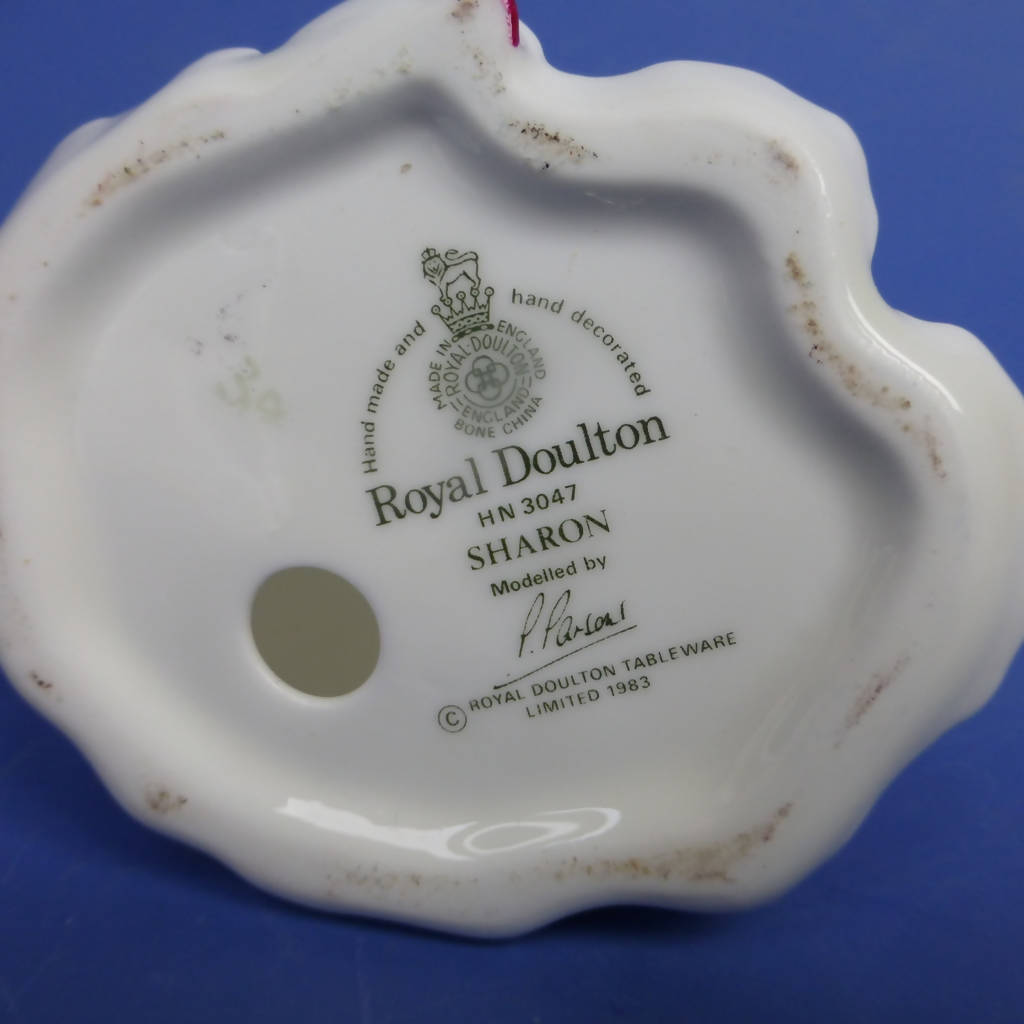 Hand made and hand decorated
MADE IN ENGLAND
ROYAL DOULTON
ENGLAND
BONE CHINA
Royal Doulton
HN 3047
SHARON
Modelled by
P. Parsons
© ROYAL DOULTON TABLEWARE
LIMITED 1983